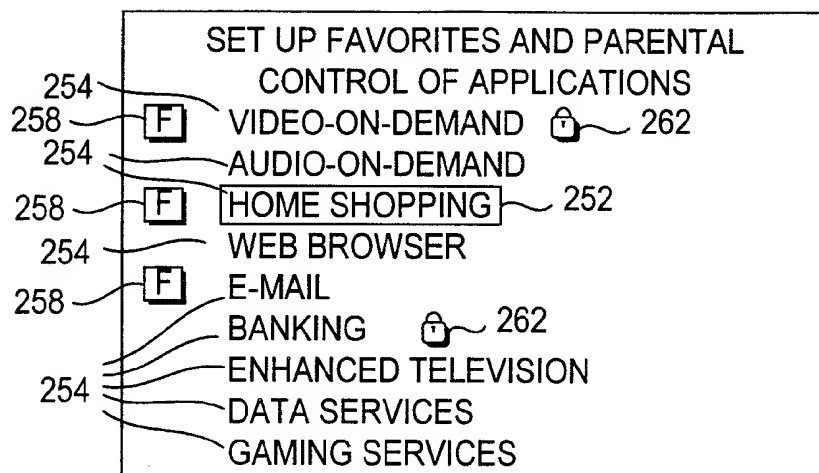 SET UP FAVORITES AND PARENTAL
CONTROL OF APPLICATIONS
254
258 F VIDEO-ON-DEMAND 262
254 AUDIO-ON-DEMAND
258 F HOME SHOPPING 252
254 WEB BROWSER
258 F E-MAIL
BANKING 262
ENHANCED TELEVISION
254 DATA SERVICES
GAMING SERVICES